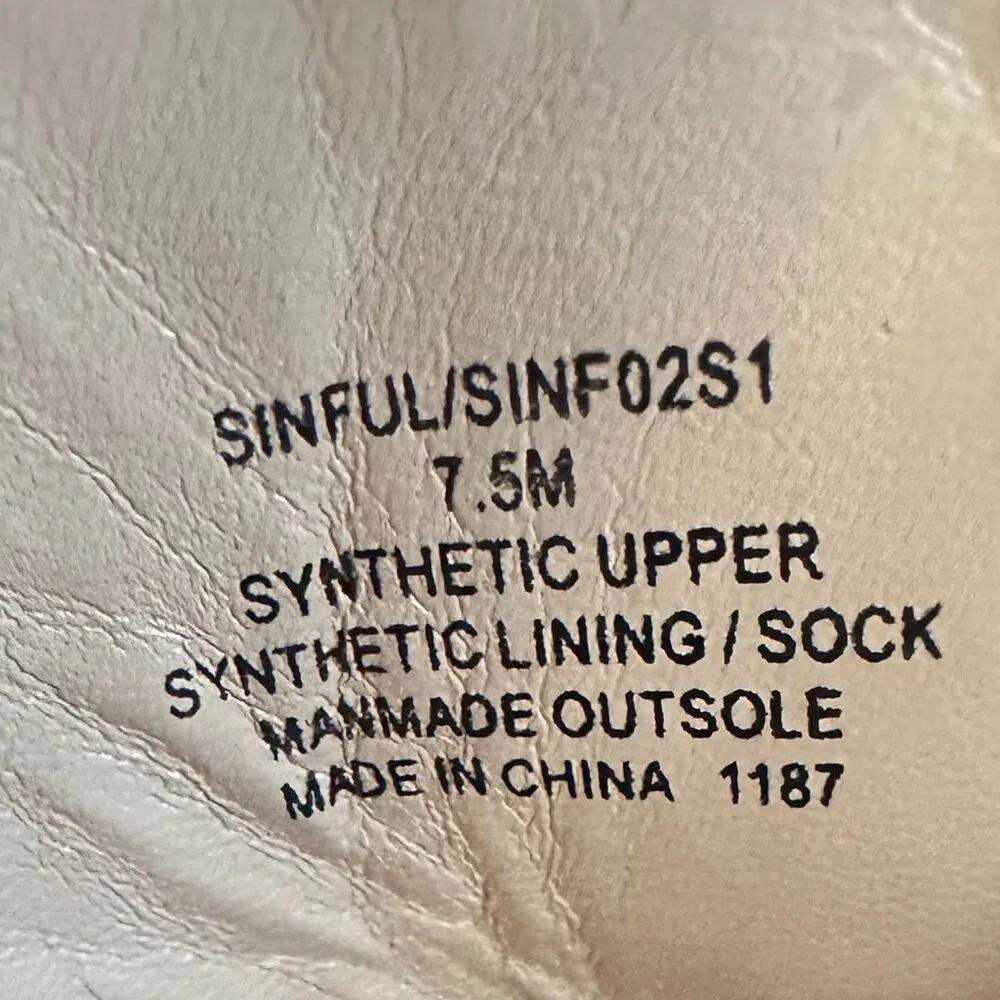 SINFUL/SINF02S1
7.5M
SYNTHETIC UPPER
SYNTHETIC LINING / SOCK
MANMADE OUTSOLE
MADE IN CHINA 1187